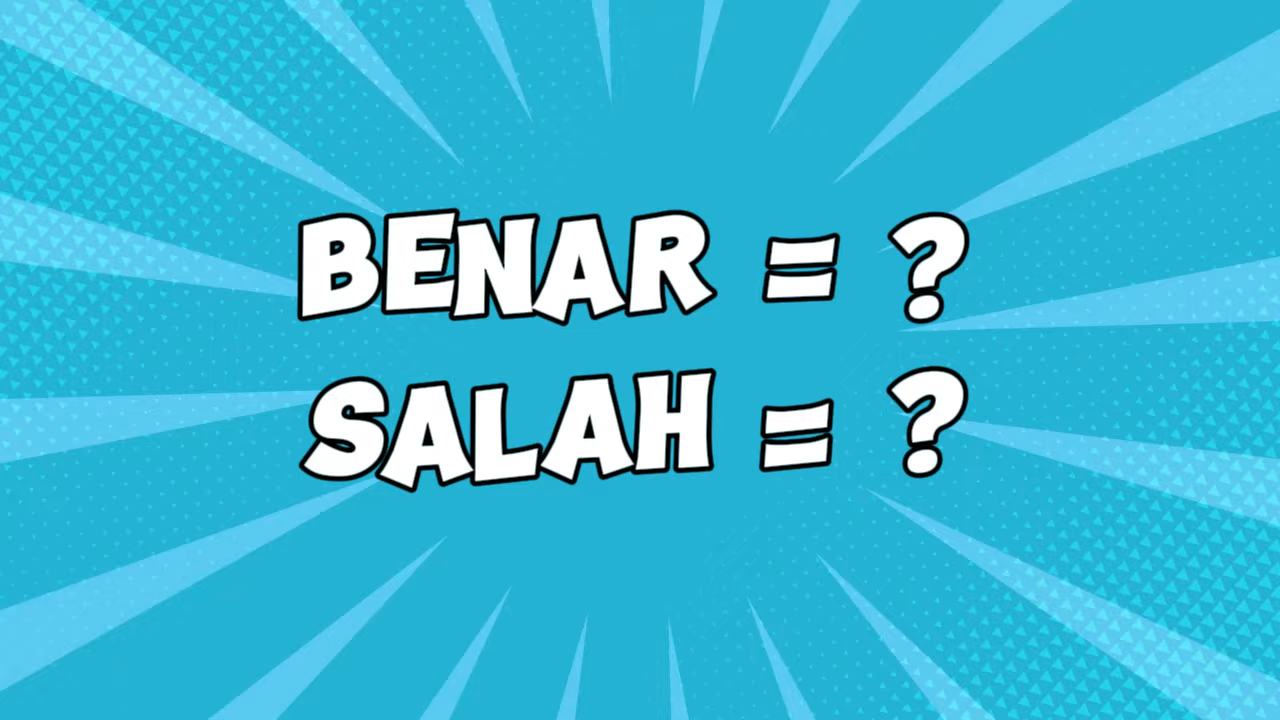 BENAR = ?
SALAH = ?